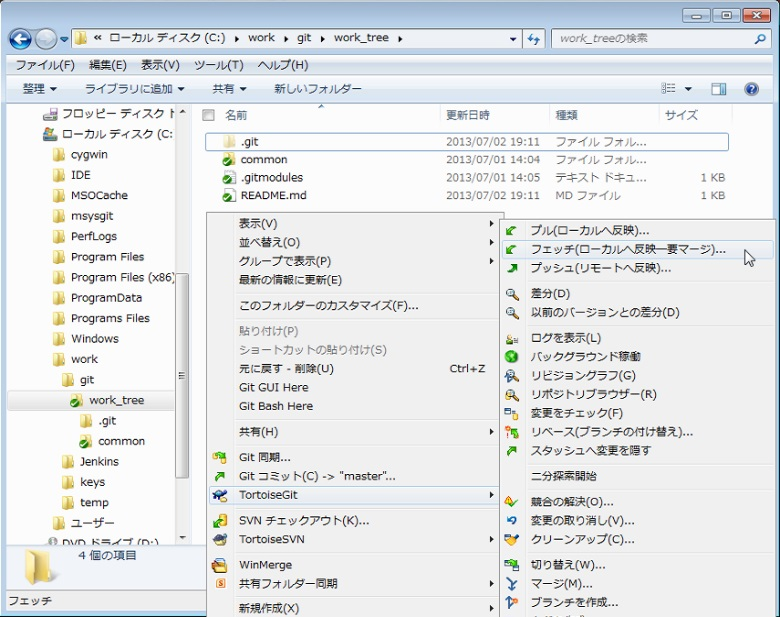 « ローカル ディスク (C:) ▸ work ▸ git ▸ work_tree ▸
work_treeの検索
ファイル(F) 編集(E) 表示(V) ツール(T) ヘルプ(H)
整理 ライブラリに追加 共有 新しいフォルダー
フロッピー ディスク ト
ローカル ディスク (C:
cygwin
IDE
MSOCache
msysgit
PerfLogs
Program Files
Program Files (x86)
ProgramData
Programs Files
Windows
work
git
work_tree
.git
common
Jenkins
keys
temp
ユーザー
DVD ドライブ (D:)
名前 更新日時 種類 サイズ
.git 2013/07/02 19:11 ファイル フォル...
common 2013/07/01 14:04 ファイル フォル...
.gitmodules 2013/07/01 14:05 テキスト ドキュ... 1 KB
README.md 2013/07/02 19:11 MD ファイル 1 KB
表示(V)
並べ替え(O)
グループで表示(P)
最新の情報に更新(E)
このフォルダーのカスタマイズ(F)...
貼り付け(P)
ショートカットの貼り付け(S)
元に戻す - 削除(U) Ctrl+Z
Git GUI Here
Git Bash Here
共有(H)
Git 同期...
Git コミット(C) -> "master"...
TortoiseGit
SVN チェックアウト(K)...
TortoiseSVN
WinMerge
共有フォルダー同期
新規作成(X)
プル(ローカルへ反映)...
フェッチ(ローカルへ反映―要マージ)...
プッシュ(リモートへ反映)...
差分(D)
以前のバージョンとの差分(D)
ログを表示(L)
バックグラウンド稼働
リビジョングラフ(G)
リポジトリブラウザー(R)
変更をチェック(F)
リベース(ブランチの付け替え)...
スタッシュへ変更を隠す
二分探索開始
競合の解決(O)...
変更の取り消し(V)...
クリーンアップ(C)...
切り替え(W)...
マージ(M)...
ブランチを作成...
4 個の項目
フェッチ